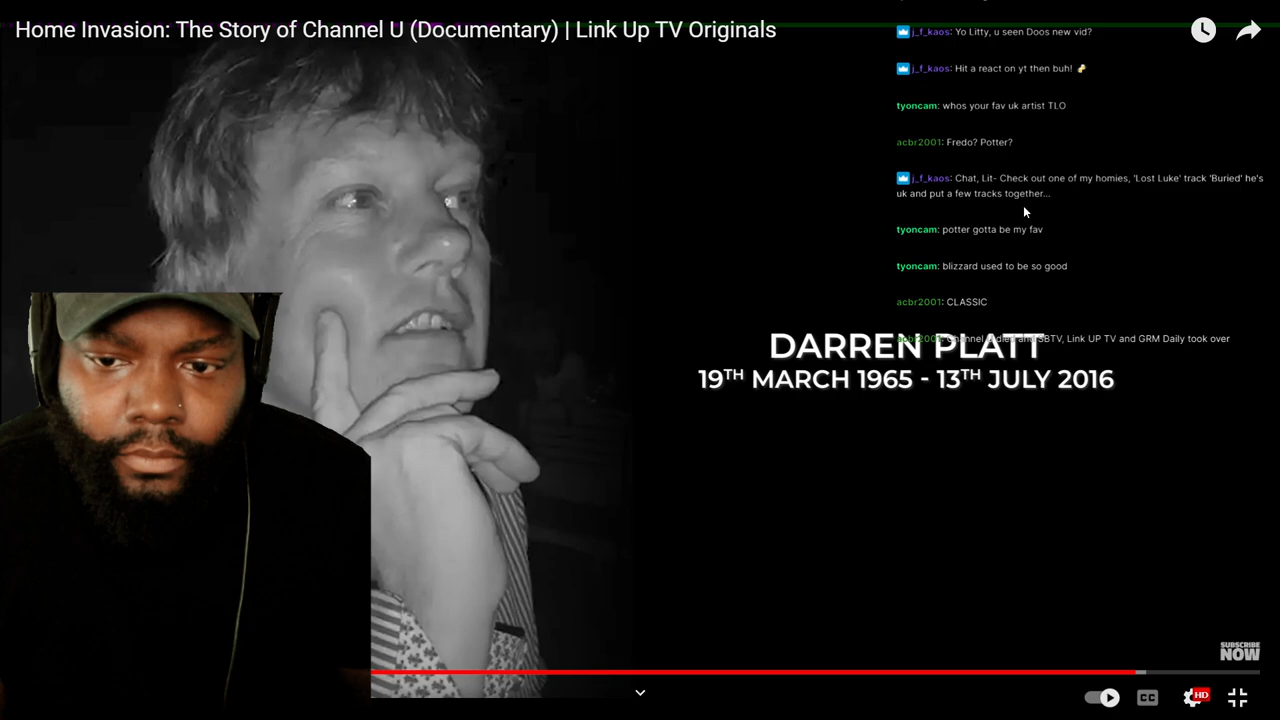 Home Invasion: The Story of Channel U (Documentary) | Link Up TV Originals
j_f_kaos: Yo Litty, u seen Doos new vid?
j_f_kaos: Hit a react on yt then buh!
tyoncam: whos your fav uk artist TLO
acbr2001: Fredo? Potter?
j_f_kaos: Chat, Lit- Check out one of my homies, 'Lost Luke' track 'Buried' he's
uk and put a few tracks together...
tyoncam: potter gotta be my fav
tyoncam: blizzard used to be so good
acbr2001: CLASSIC
acbr2001: Channel U died and SBTV, Link UP TV and GRM Daily took over
DARREN PLATT
19TH MARCH 1965 - 13TH JULY 2016
SUBSCRIBE
NOW
CC
HD